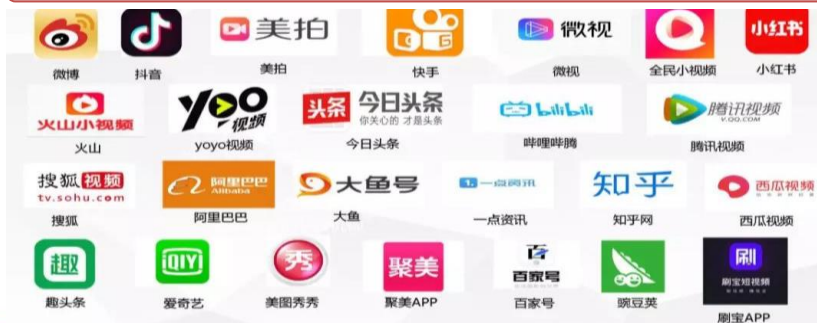 美拍
微视
小红书
微博
抖音
美拍
快手
微视
全民小视频
小红书
火山小视频
yoo
视频
头条
今日头条
你关心的 才是头条
bilibili
腾讯视频
V.QQ.COM
火山
yoyo视频
今日头条
哔哩哔腾
腾讯视频
搜狐视频
tv.sohu.com
阿里巴巴
Alibaba
大鱼号
一点资讯
知乎
西瓜视频
搜狐
阿里巴巴
大鱼
一点资讯
知乎网
西瓜视频
趣
iQIY
秀
聚美
百
百家号
刷
刷宝短视频
趣头条
爱奇艺
美图秀秀
聚美APP
百家号
豌豆荚
刷宝APP